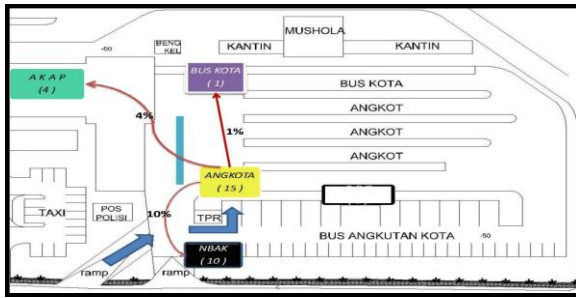 MUSHOLA
-50
BENG
KEL
KANTIN
KANTIN
A K A P
(4)
BUS KOTA
(1)
BUS KOTA
ANGKOT
4%
1%
ANGKOT
ANGKOT
ANGKOTA
(15)
TAXI
POS
POLISI
10%
TPR
BUS ANGKUTAN KOTA
-50
NBAK
(10)
ramp
ramp